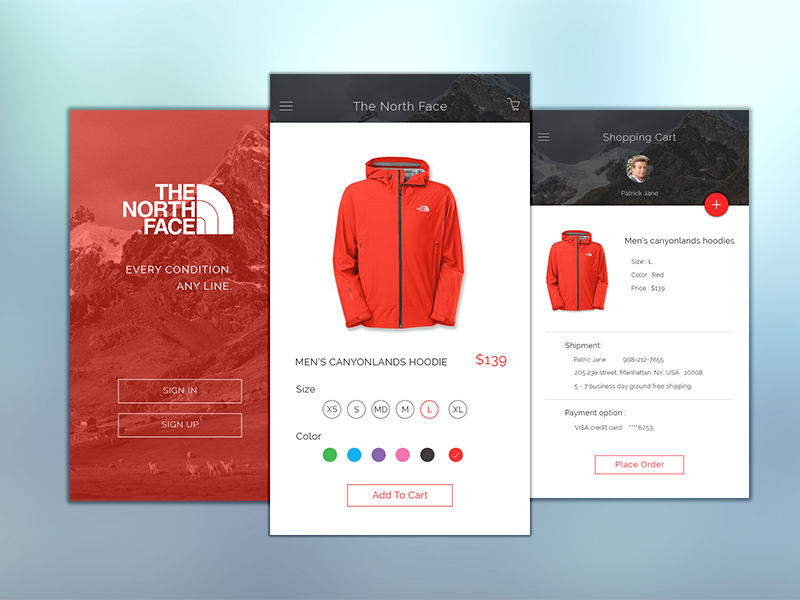 THE
NORTH
FACE
EVERY CONDITION.
ANY LINE.
SIGN IN
SIGN UP
The North Face
MEN'S CANYONLANDS HOODIE $139
Size
XS S MD M L XL
Color
Add To Cart
Shopping Cart
Patrick Jane
+
Men's canyonlands hoodies
Size : L
Color : Red
Price : $139
Shipment:
Patric Jane 908-212-7655
205 23e street, Manhattan, NY, USA 10008
5 - 7 business day ground free shipping
Payment option :
VISA credit card ****6253
Place Order